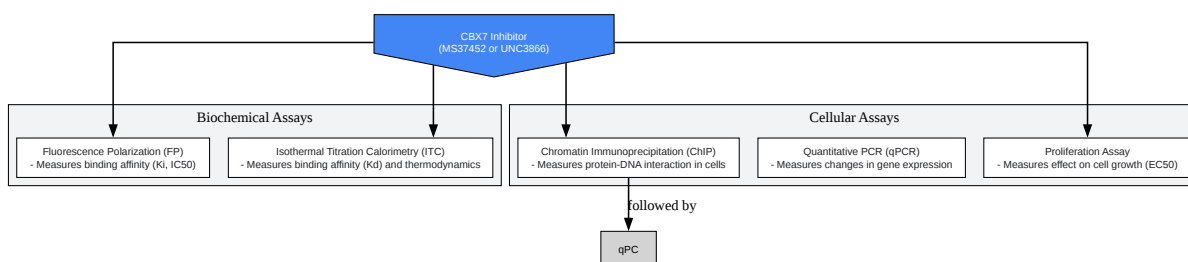 CBX7 Inhibitor
(MS37452 or UNC3866)
Biochemical Assays
Fluorescence Polarization (FP)
- Measures binding affinity (Ki, IC50)
Isothermal Titration Calorimetry (ITC)
- Measures binding affinity (Kd) and thermodynamics
Cellular Assays
Chromatin Immunoprecipitation (ChIP)
- Measures protein-DNA interaction in cells
Quantitative PCR (qPCR)
- Measures changes in gene expression
Proliferation Assay
- Measures effect on cell growth (EC50)
followed by
qPC